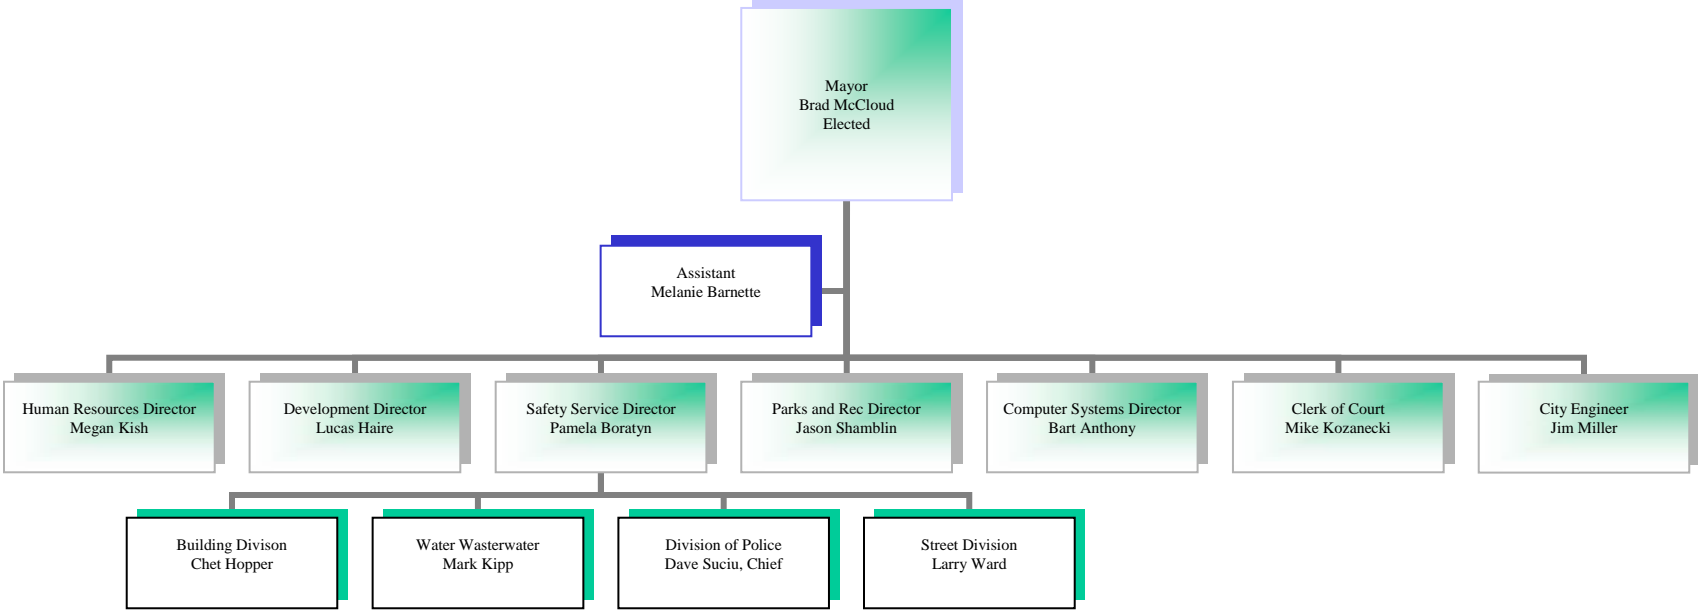 Mayor
Brad McCloud
Elected
Assistant
Melanie Barnette
Human Resources Director
Megan Kish
Development Director
Lucas Haire
Safety Service Director
Pamela Boratyn
Parks and Rec Director
Jason Shamblin
Computer Systems Director
Bart Anthony
Clerk of Court
Mike Kozanecki
City Engineer
Jim Miller
Building Divison
Chet Hopper
Water Wasterwater
Mark Kipp
Division of Police
Dave Suciu, Chief
Street Division
Larry Ward